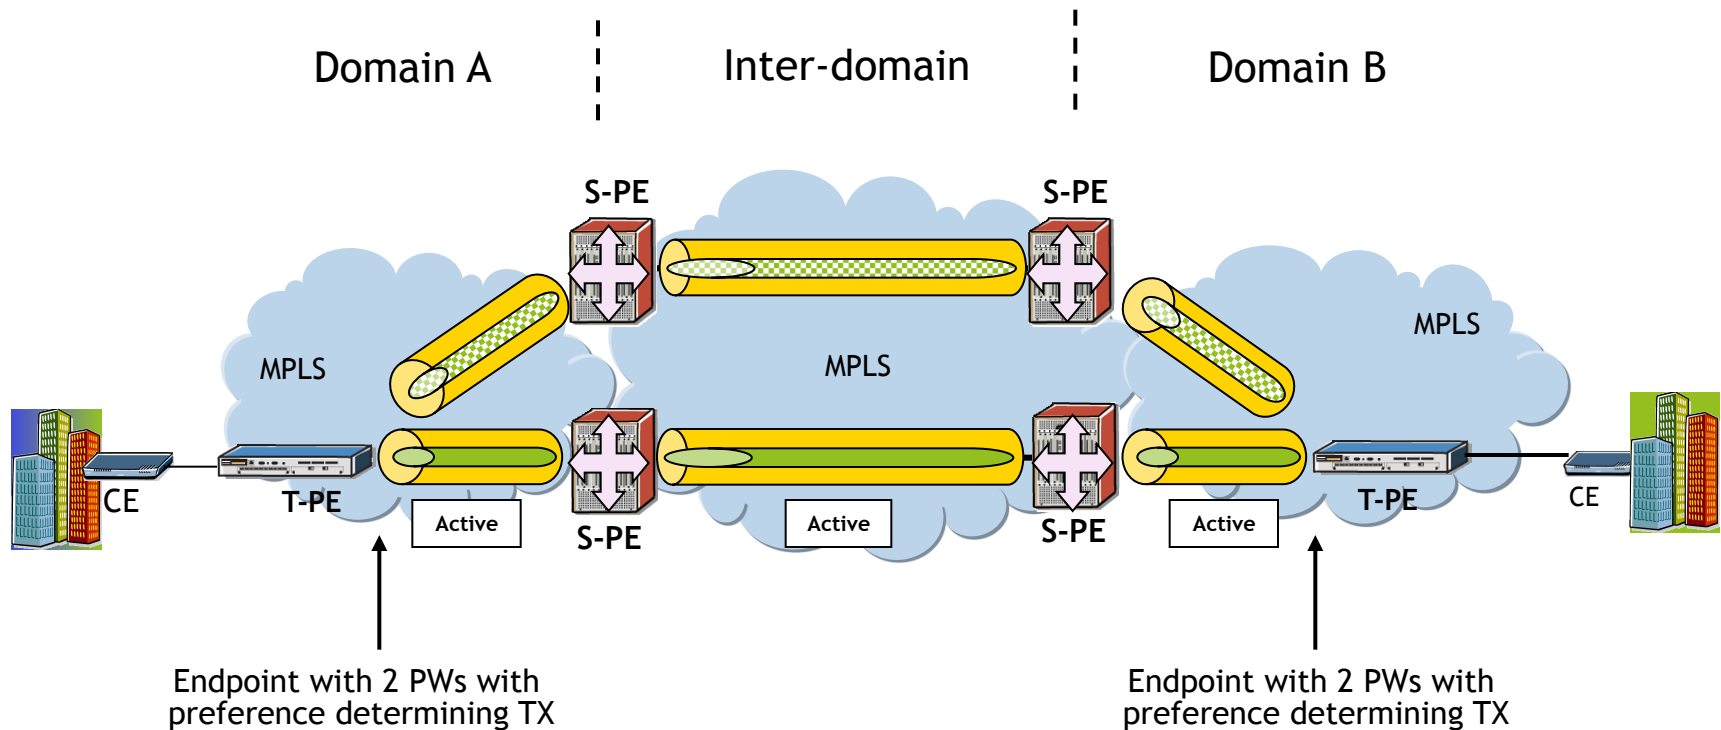 Domain A
Inter-domain
Domain B
S-PE
S-PE
MPLS
MPLS
MPLS
CE
T-PE
Active
S-PE
Active
S-PE
Active
T-PE
CE
Endpoint with 2 PWs with
preference determining TX
Endpoint with 2 PWs with
preference determining TX